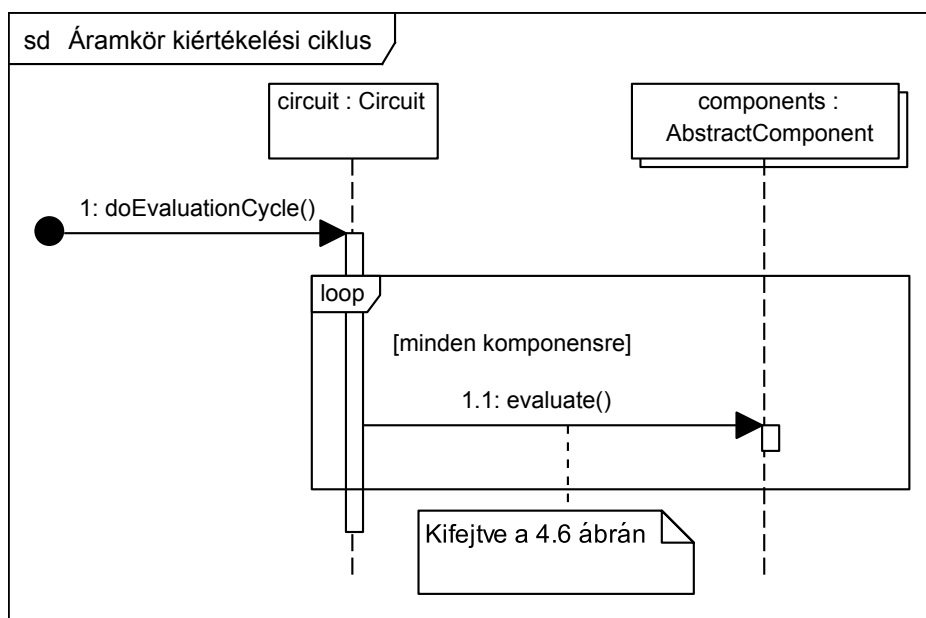 sd Áramkör kiértékelési ciklus
circuit : Circuit
components :
AbstractComponent
1: doEvaluationCycle()
loop
[minden komponensre]
1.1: evaluate()
Kifejtve a 4.6 ábrán